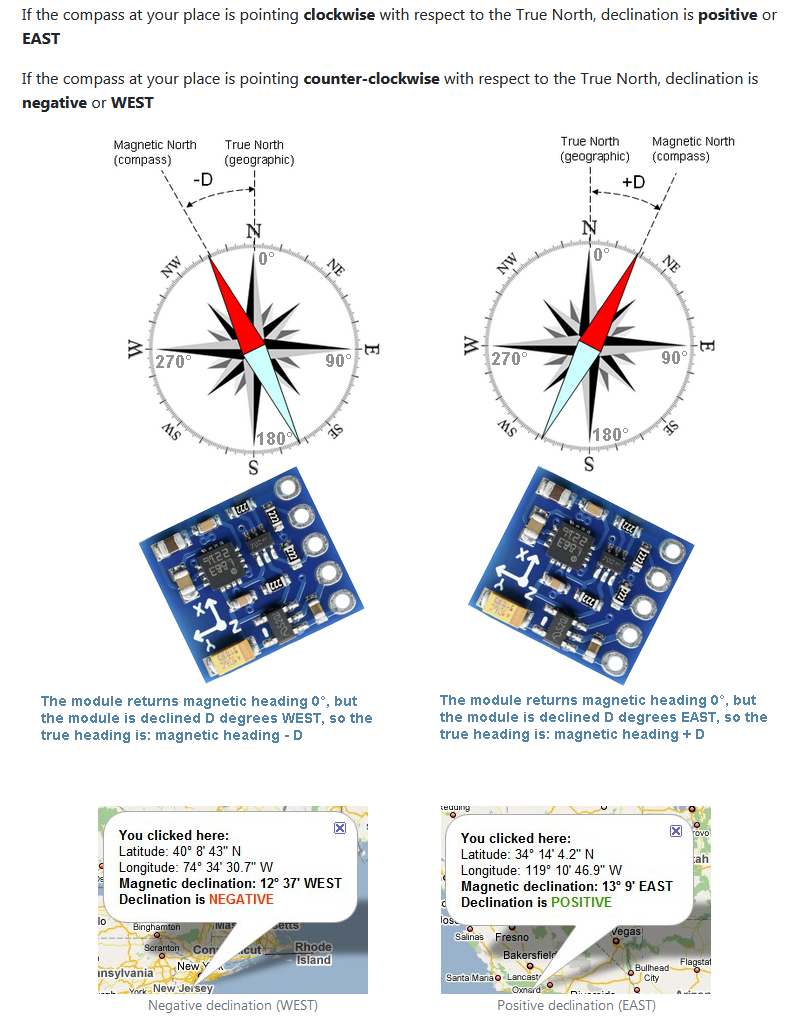 If the compass at your place is pointing clockwise with respect to the True North, declination is positive or
EAST
If the compass at your place is pointing counter-clockwise with respect to the True North, declination is
negative or WEST
Magnetic North
(compass)
True North
(geographic)
-D
N
0°
NW
NE
W
270°
90°
E
SW
180°
SE
S
True North
(geographic)
Magnetic North
(compass)
+D
N
0°
NW
NE
W
270°
90°
E
SW
180°
SE
S
X
Y
Z
X
Y
Z
The module returns magnetic heading 0°, but
the module is declined D degrees WEST, so the
true heading is: magnetic heading - D
The module returns magnetic heading 0°, but
the module is declined D degrees EAST, so the
true heading is: magnetic heading + D
You clicked here:
Latitude: 40° 8' 43" N
Longitude: 74° 34' 30.7" W
Magnetic declination: 12° 37' WEST
Declination is NEGATIVE
Binghamton
Scranton
Rhode
Island
nnsylvania
New Y
York
New Jersey
Negative declination (WEST)
You clicked here:
Latitude: 34° 14' 4.2" N
Longitude: 119° 10' 46.9" W
Magnetic declination: 13° 9' EAST
Declination is POSITIVE
Salinas
Fresno
Vegas
Bakersfield
Santa Maria
Lancast
Bullhead
City
Flagstaf
Oxnard
Positive declination (EAST)